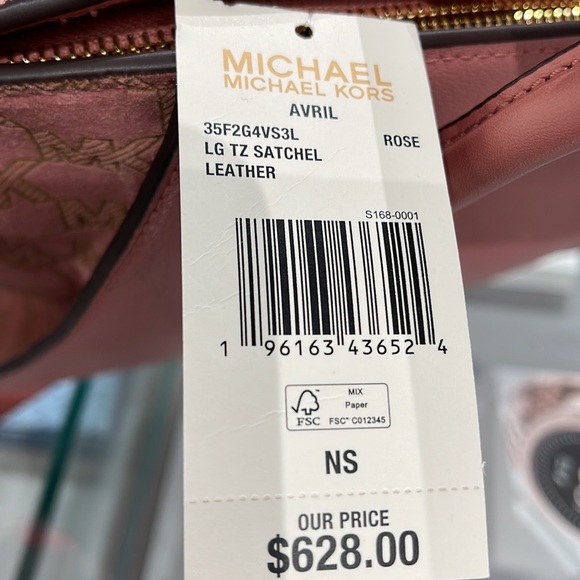 MICHAEL
MICHAEL KORS
AVRIL
35F2G4VS3L ROSE
LG TZ SATCHEL
LEATHER
S168-0001
1 96163 43652 4
FSC
MIX
Paper
FSC™ C012345
NS
OUR PRICE
$628.00